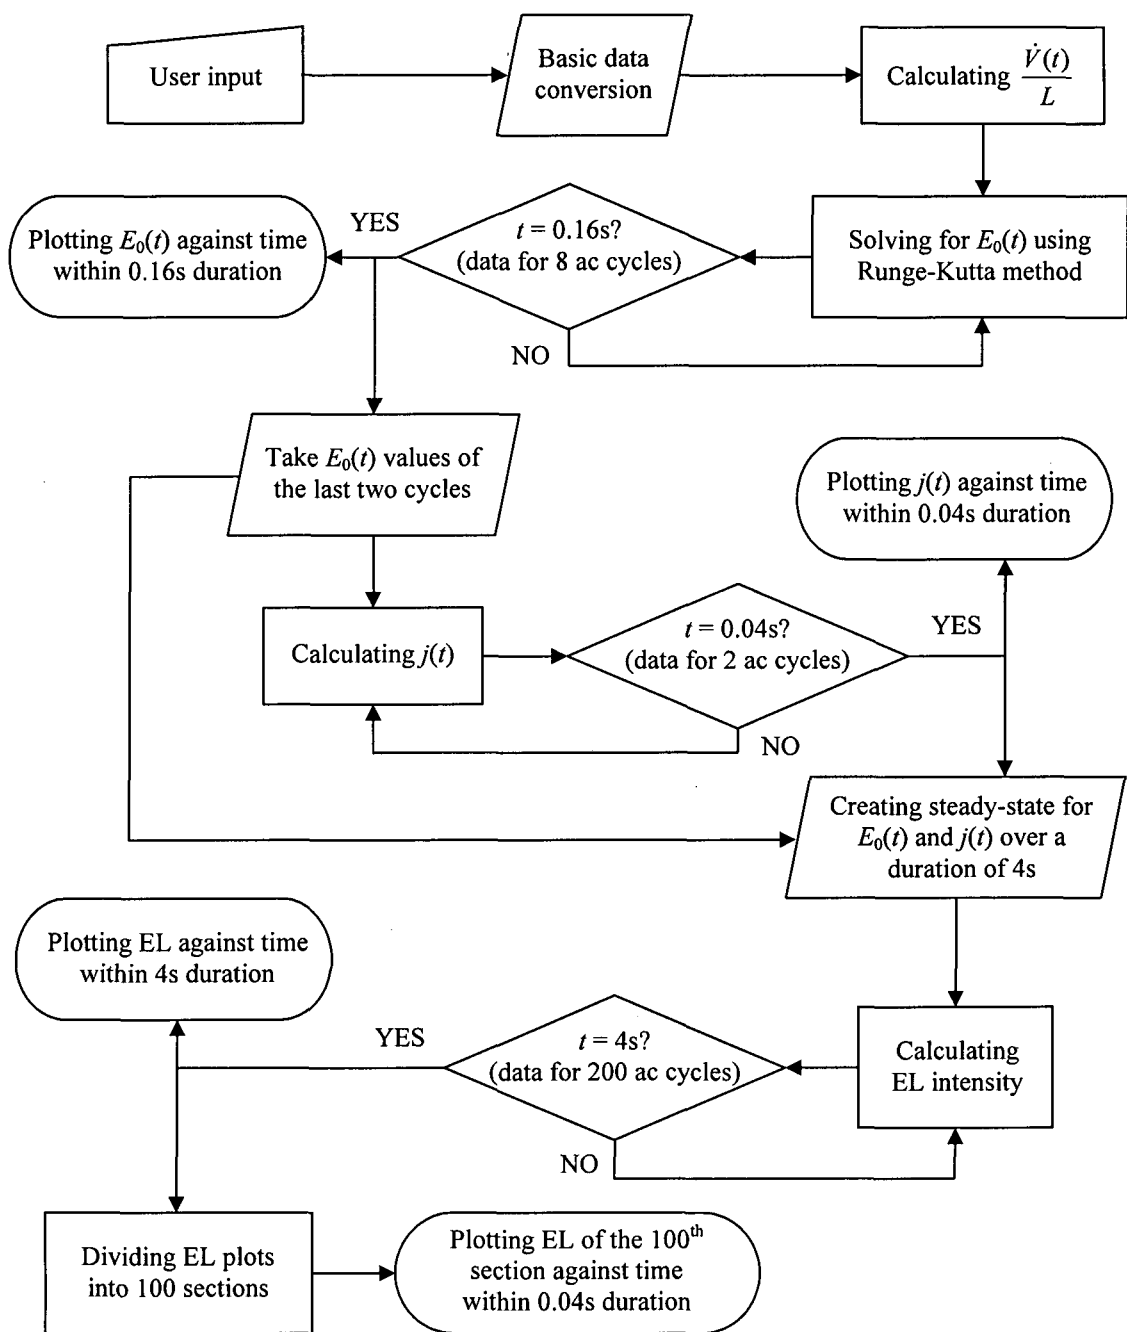 User input
Basic data
conversion
Calculating V̇(t)/L
Plotting E₀(t) against time
within 0.16s duration
YES
t = 0.16s?
(data for 8 ac cycles)
Solving for E₀(t) using
Runge-Kutta method
NO
Take E₀(t) values of
the last two cycles
Plotting j(t) against time
within 0.04s duration
Calculating j(t)
t = 0.04s?
(data for 2 ac cycles)
YES
NO
Creating steady-state for
E₀(t) and j(t) over a
duration of 4s
Plotting EL against time
within 4s duration
YES
t = 4s?
(data for 200 ac cycles)
Calculating
EL intensity
NO
Dividing EL plots
into 100 sections
Plotting EL of the 100th
section against time
within 0.04s duration